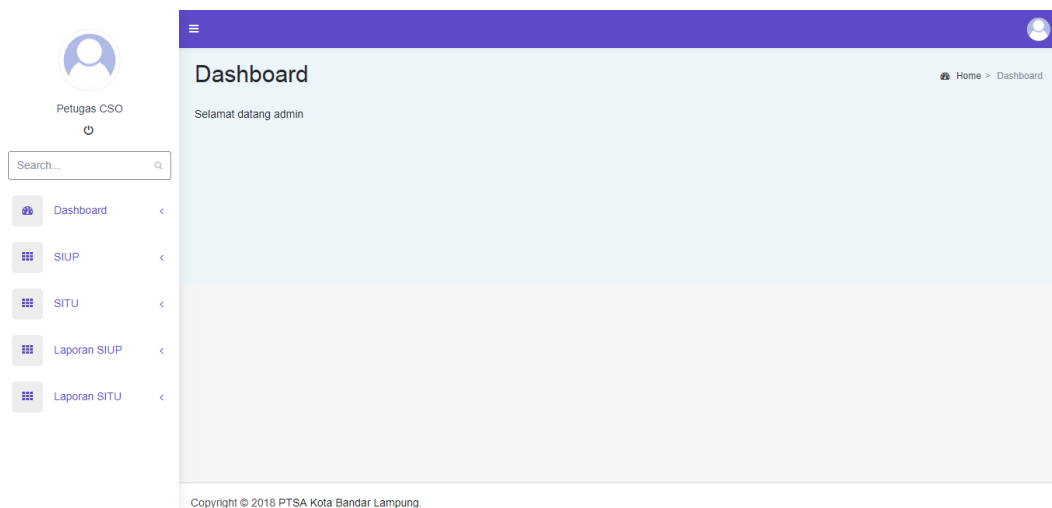 Petugas CSO
Search...
Dashboard
SIUP
SITU
Laporan SIUP
Laporan SITU
Dashboard
Home > Dashboard
Selamat datang admin
Copyright © 2018 PTSA Kota Bandar Lampung.